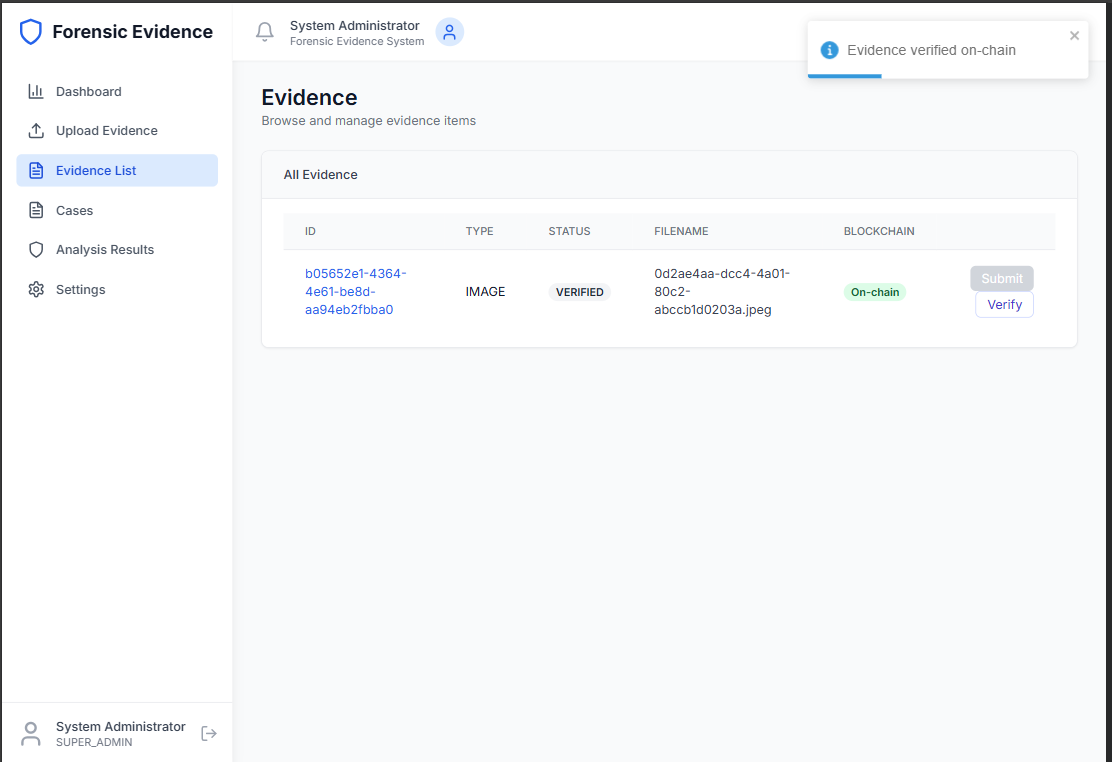 Forensic Evidence
System Administrator
Forensic Evidence System
Evidence verified on-chain
Dashboard
Upload Evidence
Evidence List
Cases
Analysis Results
Settings
Evidence
Browse and manage evidence items
All Evidence
ID TYPE STATUS FILENAME BLOCKCHAIN
b05652e1-4364-
4e61-be8d-
aa94eb2fbba0
IMAGE
VERIFIED
0d2ae4aa-dcc4-4a01-
80c2-
abccb1d0203a.jpeg
On-chain
Submit
Verify
System Administrator
SUPER_ADMIN